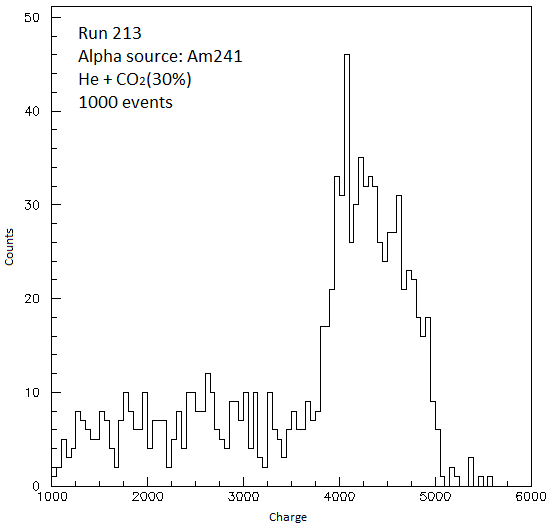 50
Run 213
Alpha source: Am241
He + CO₂(30%)
1000 events
40
30
Counts
20
10
0
1000 2000 3000 4000 5000 6000
Charge